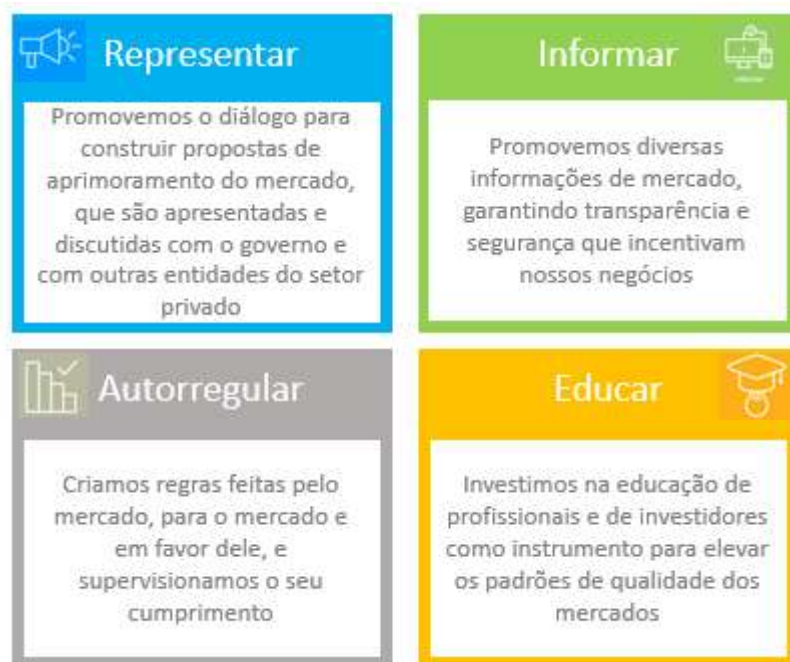 Representar
Promovemos o diálogo para
construir propostas de
aprimoramento do mercado,
que são apresentadas e
discutidas com o governo e
com outras entidades do setor
privado
Informar
Promovemos diversas
informações de mercado,
garantindo transparência e
segurança que incentivam
nossos negócios
Autorregular
Criamos regras feitas pelo
mercado, para o mercado e
em favor dele, e
supervisionamos o seu
cumprimento
Educar
Investimos na educação de
profissionais e de investidores
como instrumento para elevar
os padrões de qualidade dos
mercados